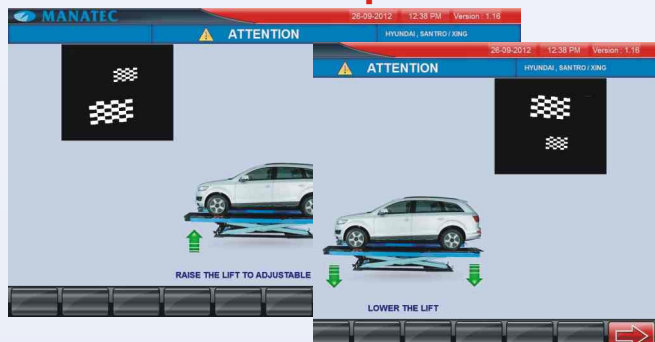 MANATEC
26-09-2012 12:38 PM Version : 1.16
ATTENTION
HYUNDAI , SANTRO / XING
RAISE THE LIFT TO ADJUSTABLE
26-09-2012 12:38 PM Version : 1.16
ATTENTION
HYUNDAI , SANTRO / XING
LOWER THE LIFT